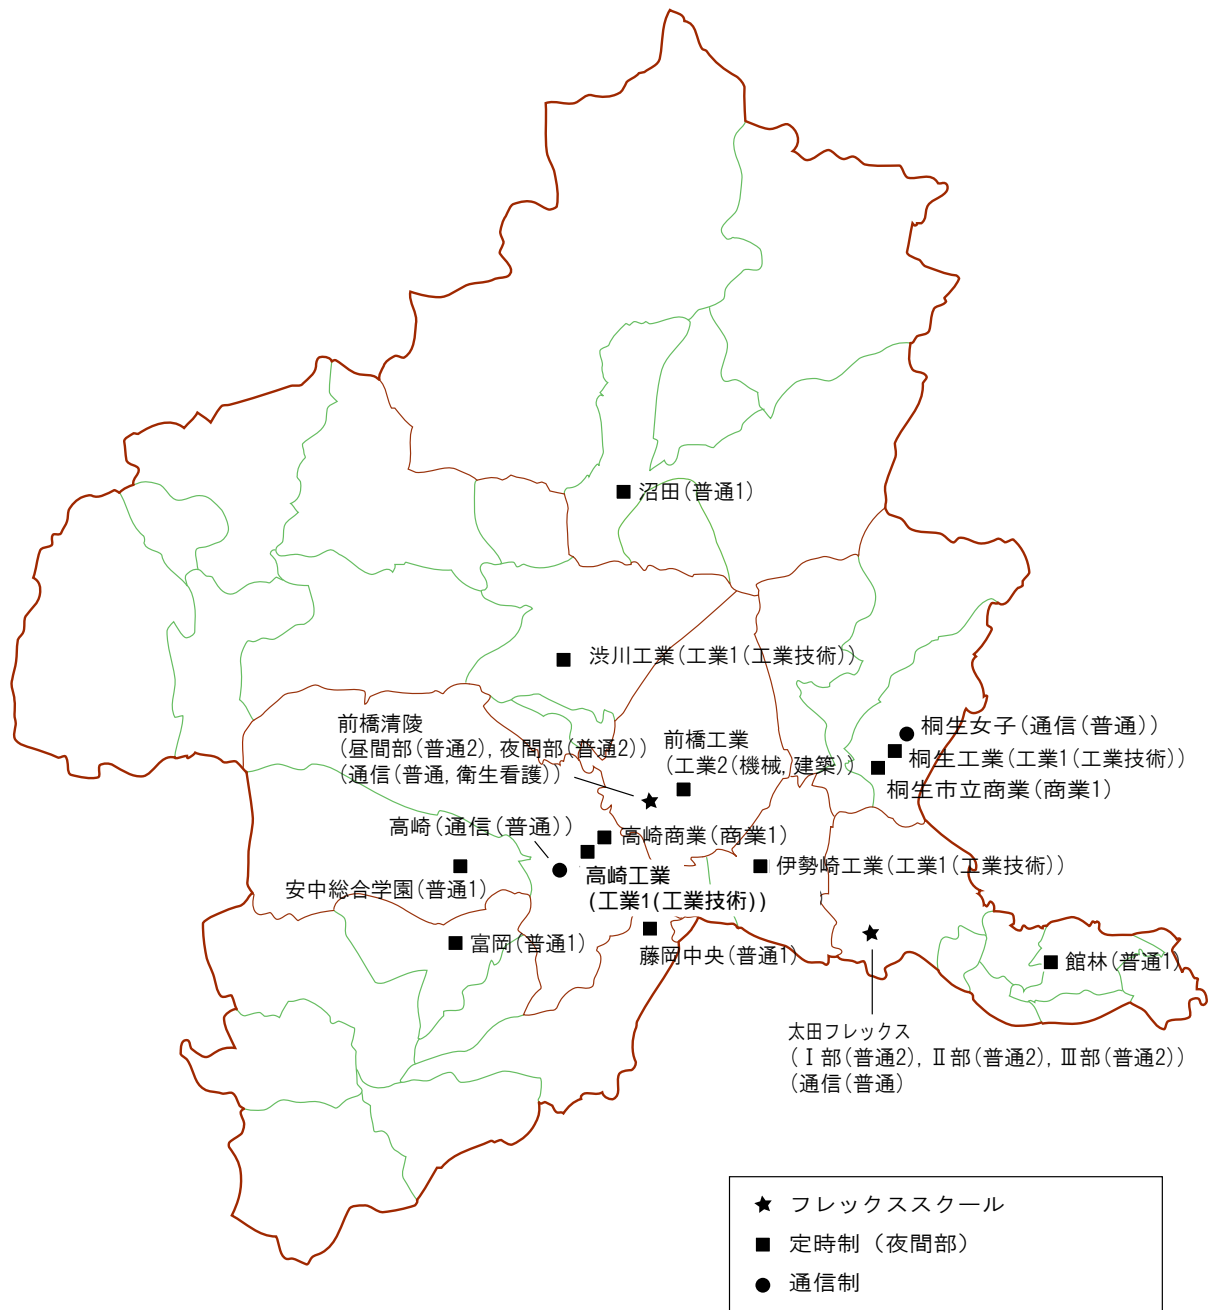 沼田(普通1)
渋川工業(工業1(工業技術))
前橋清陵
(昼間部(普通2), 夜間部(普通2))
(通信(普通, 衛生看護))
前橋工業
(工業2(機械, 建築))
桐生女子(通信(普通))
桐生工業(工業1(工業技術))
桐生市立商業(商業1)
高崎(通信(普通))
高崎商業(商業1)
高崎工業
(工業1(工業技術))
伊勢崎工業(工業1(工業技術))
安中総合学園(普通1)
富岡(普通1)
藤岡中央(普通1)
館林(普通1)
太田フレックス
(Ⅰ部(普通2), Ⅱ部(普通2), Ⅲ部(普通2))
(通信(普通)
★ フレックススクール
■ 定時制（夜間部）
● 通信制